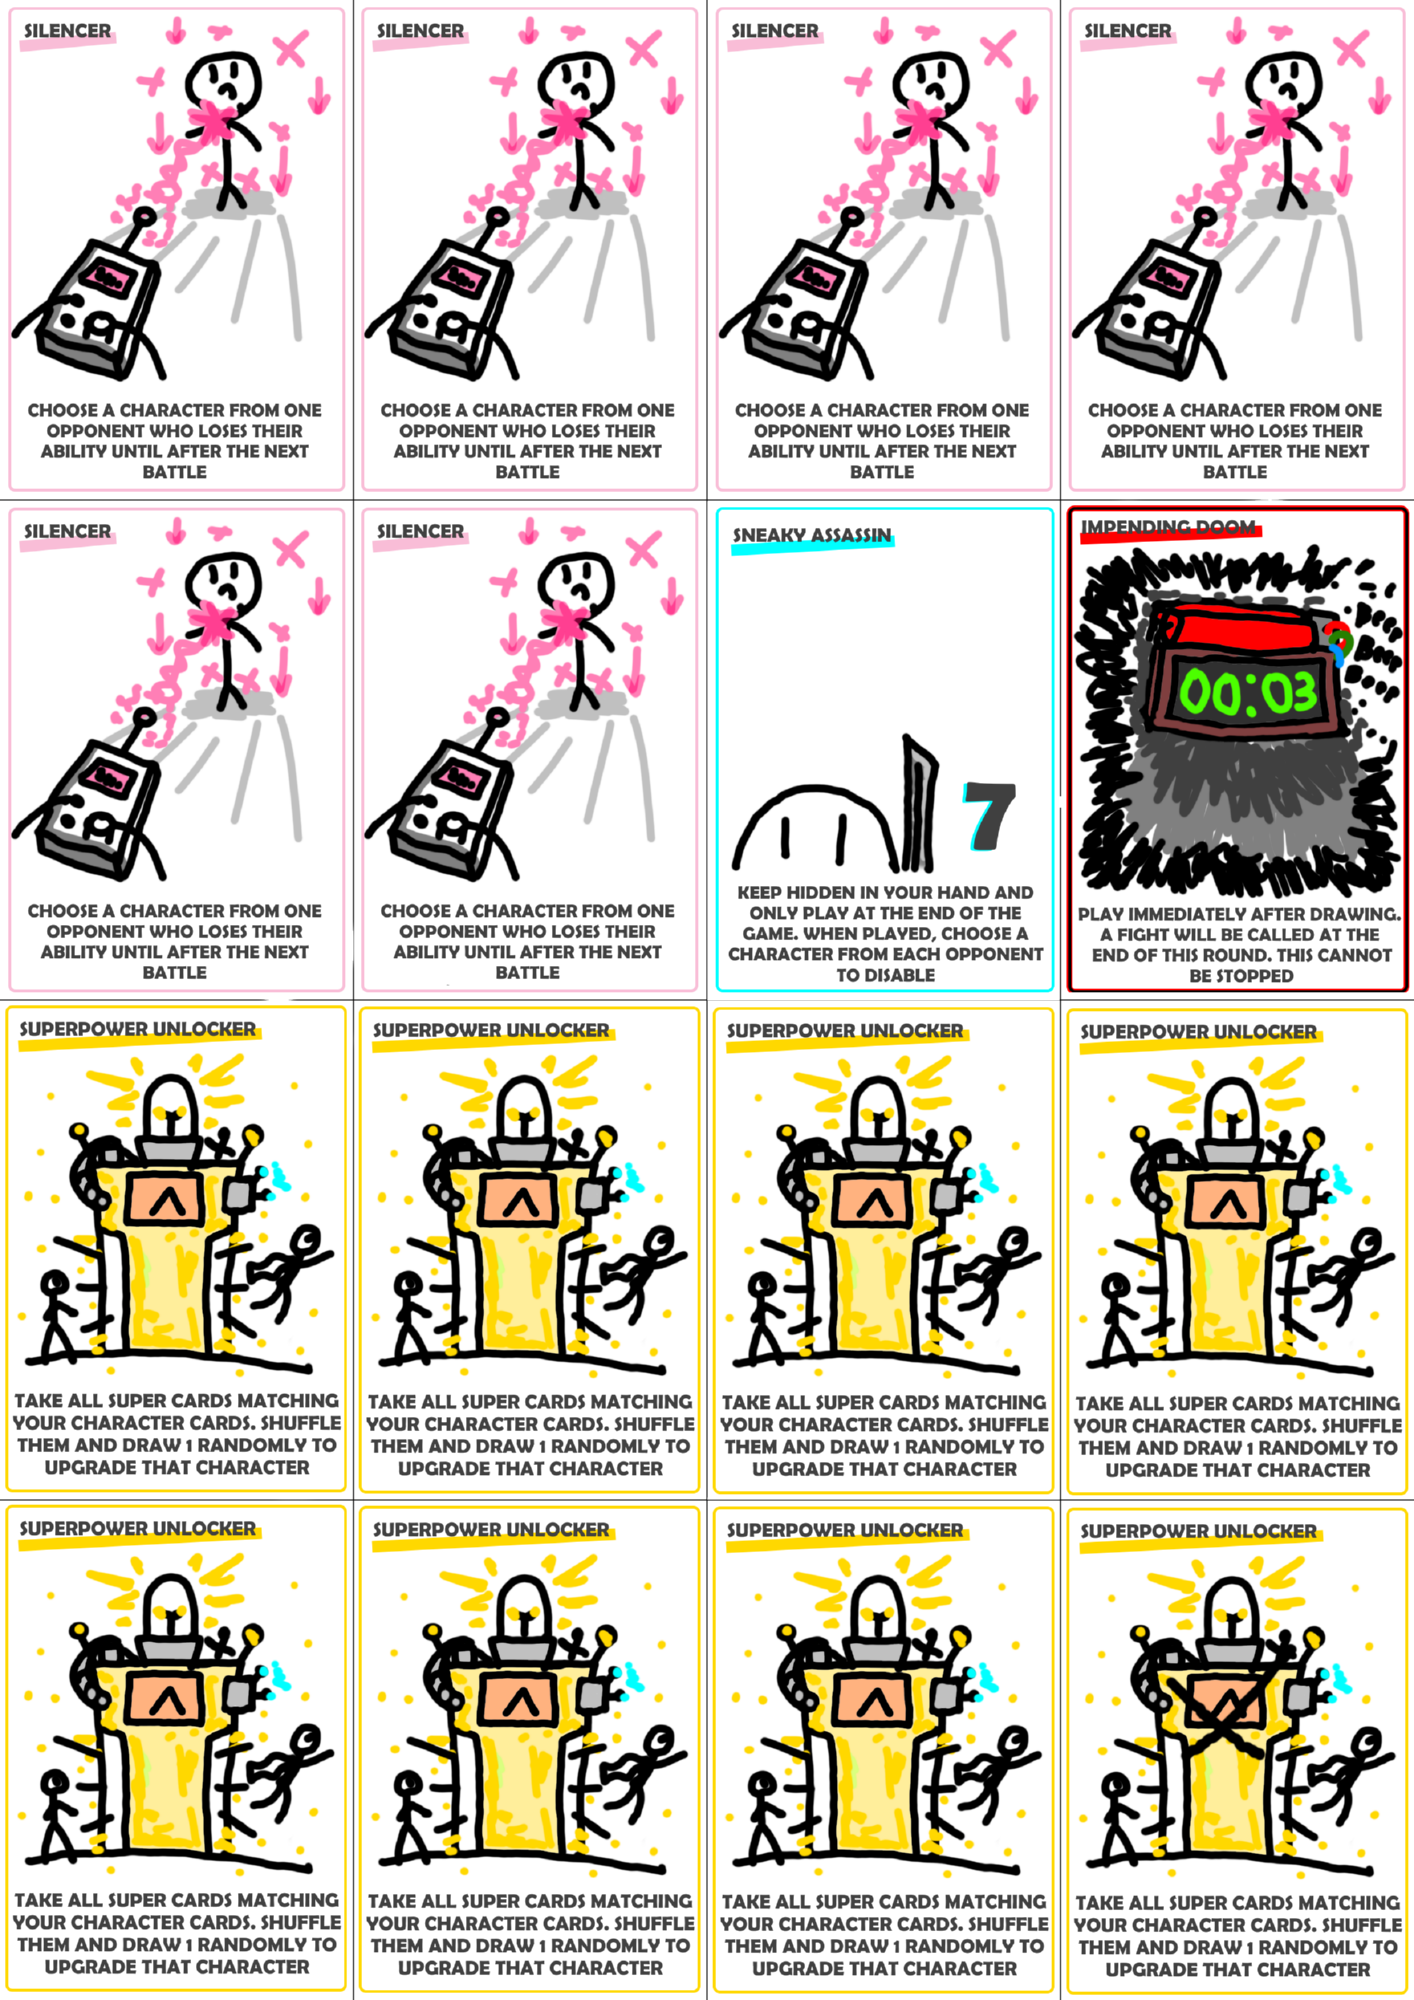 SILENCER
CHOOSE A CHARACTER FROM ONE
OPPONENT WHO LOSES THEIR
ABILITY UNTIL AFTER THE NEXT
BATTLE
SILENCER
CHOOSE A CHARACTER FROM ONE
OPPONENT WHO LOSES THEIR
ABILITY UNTIL AFTER THE NEXT
BATTLE
SILENCER
CHOOSE A CHARACTER FROM ONE
OPPONENT WHO LOSES THEIR
ABILITY UNTIL AFTER THE NEXT
BATTLE
SILENCER
CHOOSE A CHARACTER FROM ONE
OPPONENT WHO LOSES THEIR
ABILITY UNTIL AFTER THE NEXT
BATTLE
SILENCER
CHOOSE A CHARACTER FROM ONE
OPPONENT WHO LOSES THEIR
ABILITY UNTIL AFTER THE NEXT
BATTLE
SILENCER
CHOOSE A CHARACTER FROM ONE
OPPONENT WHO LOSES THEIR
ABILITY UNTIL AFTER THE NEXT
BATTLE
SNEAKY ASSASSIN
7
KEEP HIDDEN IN YOUR HAND AND
ONLY PLAY AT THE END OF THE
GAME. WHEN PLAYED, CHOOSE A
CHARACTER FROM EACH OPPONENT
TO DISABLE
IMPENDING DOOM
Beep
Beep
Beep
00:03
PLAY IMMEDIATELY AFTER DRAWING.
A FIGHT WILL BE CALLED AT THE
END OF THIS ROUND. THIS CANNOT
BE STOPPED
SUPERPOWER UNLOCKER
TAKE ALL SUPER CARDS MATCHING
YOUR CHARACTER CARDS. SHUFFLE
THEM AND DRAW 1 RANDOMLY TO
UPGRADE THAT CHARACTER
SUPERPOWER UNLOCKER
TAKE ALL SUPER CARDS MATCHING
YOUR CHARACTER CARDS. SHUFFLE
THEM AND DRAW 1 RANDOMLY TO
UPGRADE THAT CHARACTER
SUPERPOWER UNLOCKER
TAKE ALL SUPER CARDS MATCHING
YOUR CHARACTER CARDS. SHUFFLE
THEM AND DRAW 1 RANDOMLY TO
UPGRADE THAT CHARACTER
SUPERPOWER UNLOCKER
TAKE ALL SUPER CARDS MATCHING
YOUR CHARACTER CARDS. SHUFFLE
THEM AND DRAW 1 RANDOMLY TO
UPGRADE THAT CHARACTER
SUPERPOWER UNLOCKER
TAKE ALL SUPER CARDS MATCHING
YOUR CHARACTER CARDS. SHUFFLE
THEM AND DRAW 1 RANDOMLY TO
UPGRADE THAT CHARACTER
SUPERPOWER UNLOCKER
TAKE ALL SUPER CARDS MATCHING
YOUR CHARACTER CARDS. SHUFFLE
THEM AND DRAW 1 RANDOMLY TO
UPGRADE THAT CHARACTER
SUPERPOWER UNLOCKER
TAKE ALL SUPER CARDS MATCHING
YOUR CHARACTER CARDS. SHUFFLE
THEM AND DRAW 1 RANDOMLY TO
UPGRADE THAT CHARACTER
SUPERPOWER UNLOCKER
TAKE ALL SUPER CARDS MATCHING
YOUR CHARACTER CARDS. SHUFFLE
THEM AND DRAW 1 RANDOMLY TO
UPGRADE THAT CHARACTER